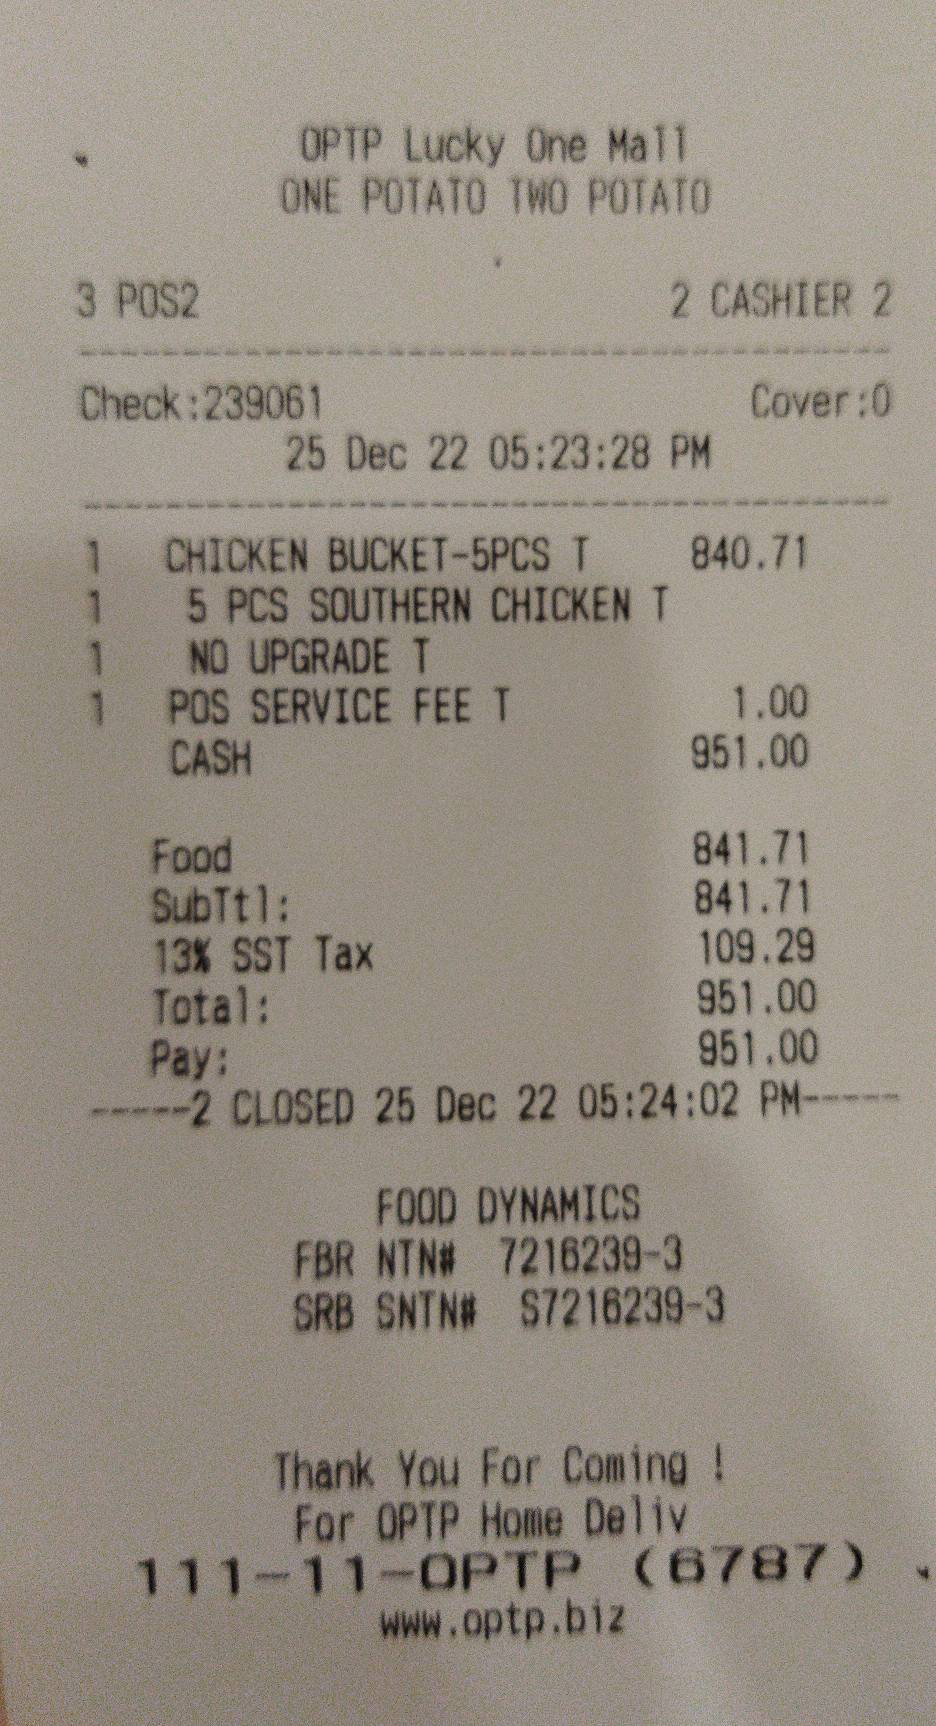 OPTP Lucky One Mall
ONE POTATO TWO POTATO
3 POS2 2 CASHIER 2
--------------------------------------
Check:239061 Cover:0
25 Dec 22 05:23:28 PM
--------------------------------------
1 CHICKEN BUCKET-5PCS T 840.71
1 5 PCS SOUTHERN CHICKEN T
1 NO UPGRADE T
1 POS SERVICE FEE T 1.00
CASH 951.00
Food 841.71
SubTtl: 841.71
13% SST Tax 109.29
Total: 951.00
Pay: 951.00
-----2 CLOSED 25 Dec 22 05:24:02 PM-----
FOOD DYNAMICS
FBR NTN# 7216239-3
SRB SNTN# S7216239-3
Thank You For Coming !
For OPTP Home Deliv
111-11-OPTP (6787)
www.optp.biz